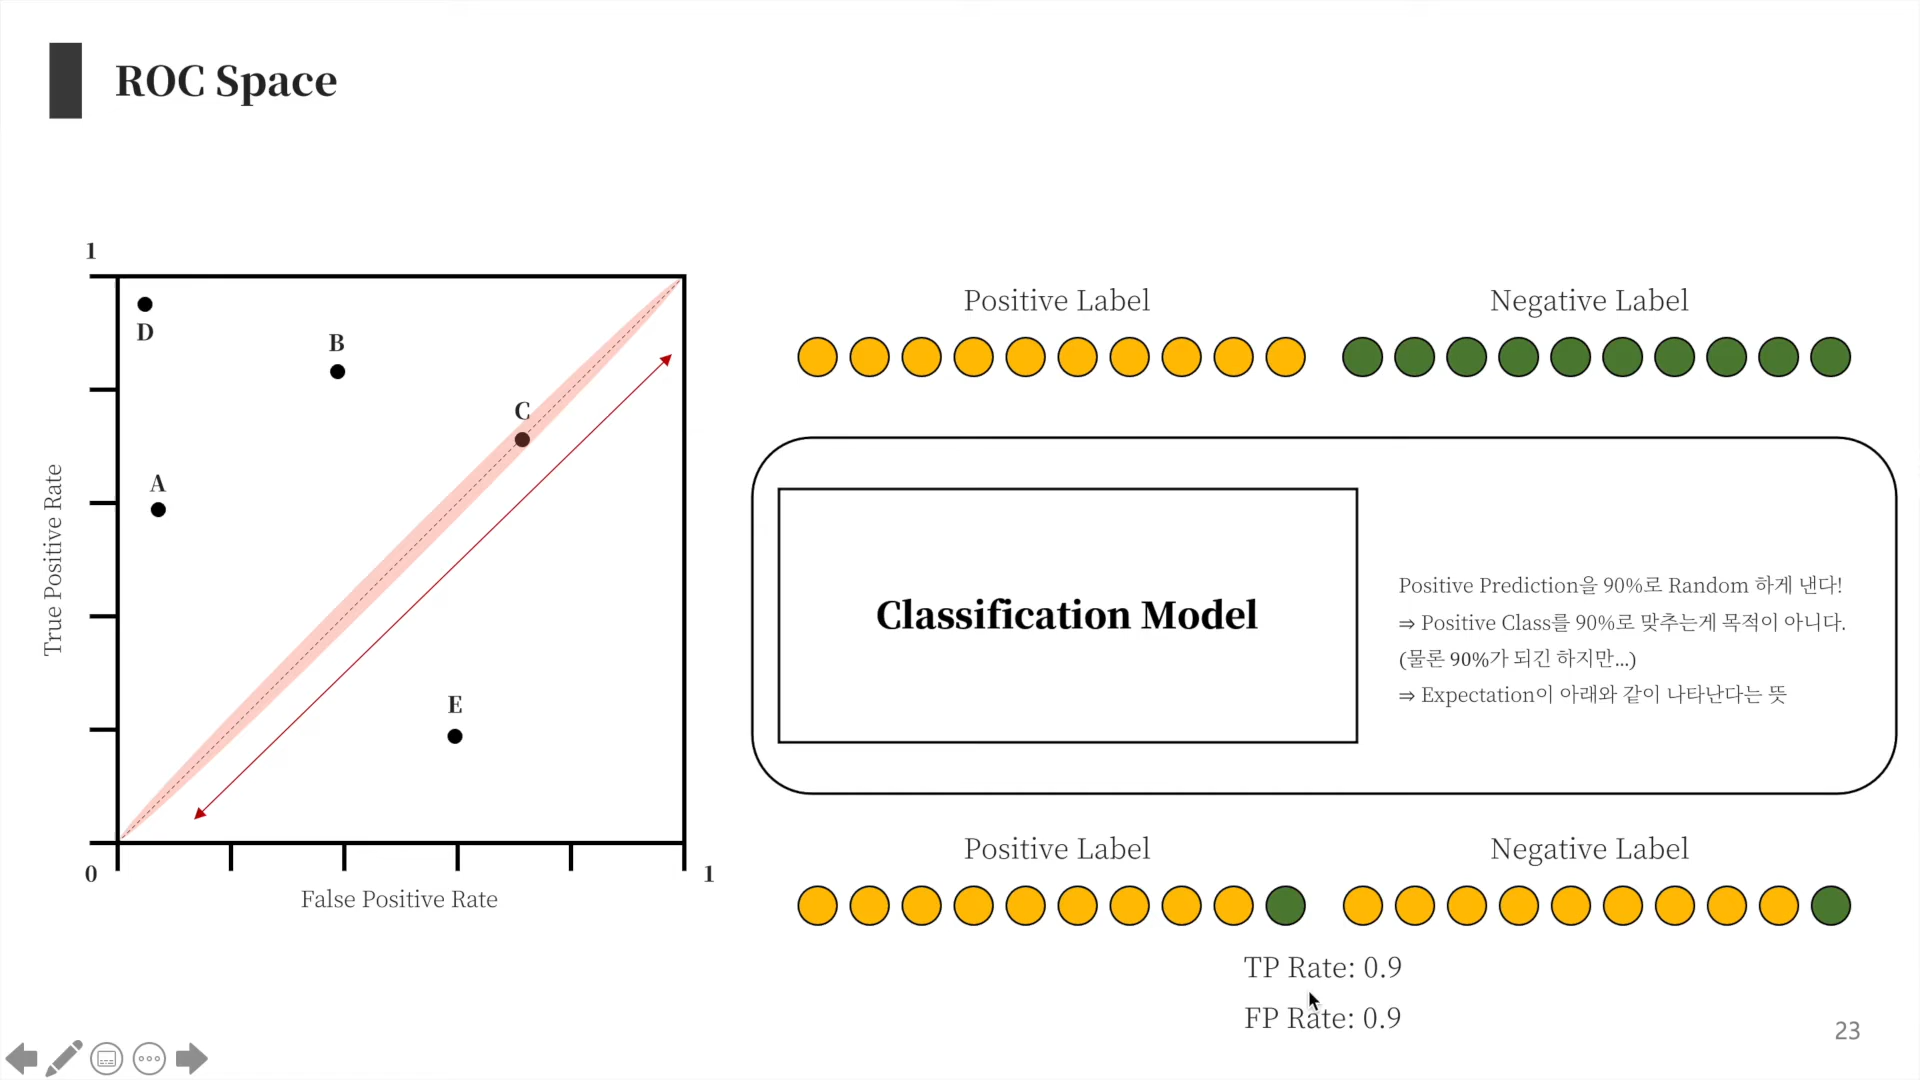 ROC Space
1
D
B
C
A
E
True Positive Rate
0
1
False Positive Rate
Positive Label
Negative Label
Classification Model
Positive Prediction을 90%로 Random 하게 낸다!
⇒ Positive Class를 90%로 맞추는게 목적이 아니다.
(물론 90%가 되긴 하지만...)
⇒ Expectation이 아래와 같이 나타난다는 뜻
Positive Label
Negative Label
TP Rate: 0.9
FP Rate: 0.9
23